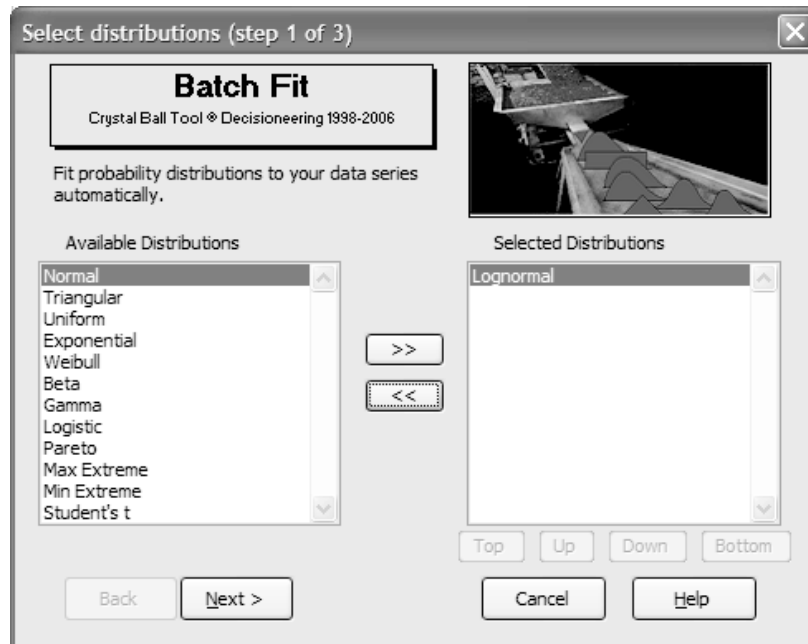 Select distributions (step 1 of 3)
Batch Fit
Crystal Ball Tool ® Decisioneering 1998-2006
Fit probability distributions to your data series
automatically.
Available Distributions
Normal
Triangular
Uniform
Exponential
Weibull
Beta
Gamma
Logistic
Pareto
Max Extreme
Min Extreme
Student's t
>>
<<
Selected Distributions
Lognormal
Top Up Down Bottom
Back Next > Cancel Help